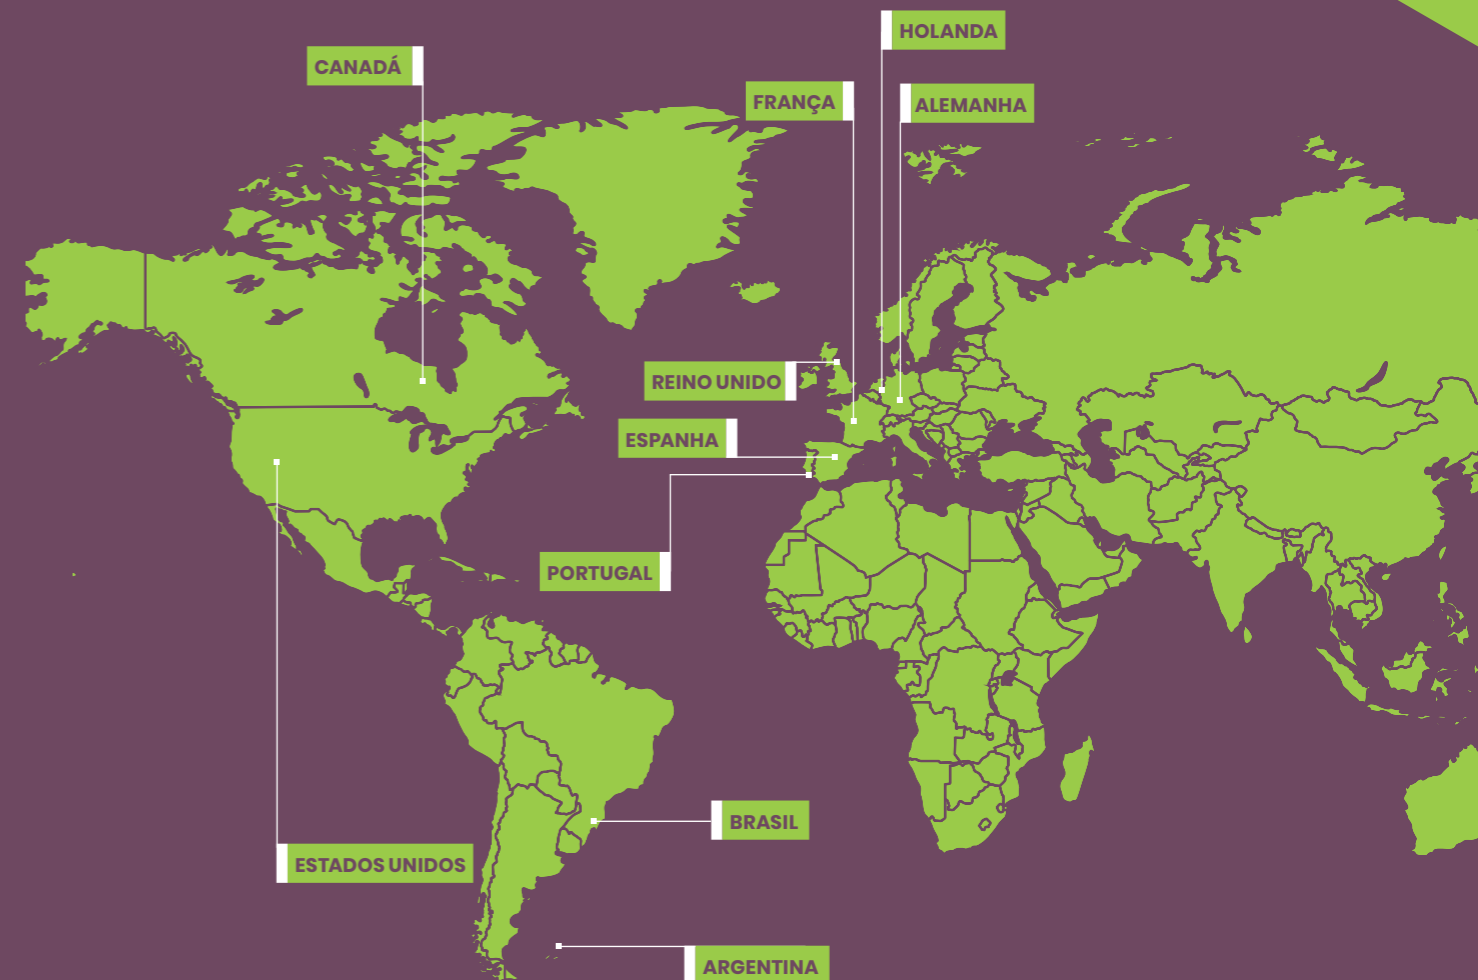 HOLANDA
CANADÁ
FRANÇA
ALEMANHA
REINO UNIDO
ESPANHA
PORTUGAL
BRASIL
ESTADOS UNIDOS
ARGENTINA